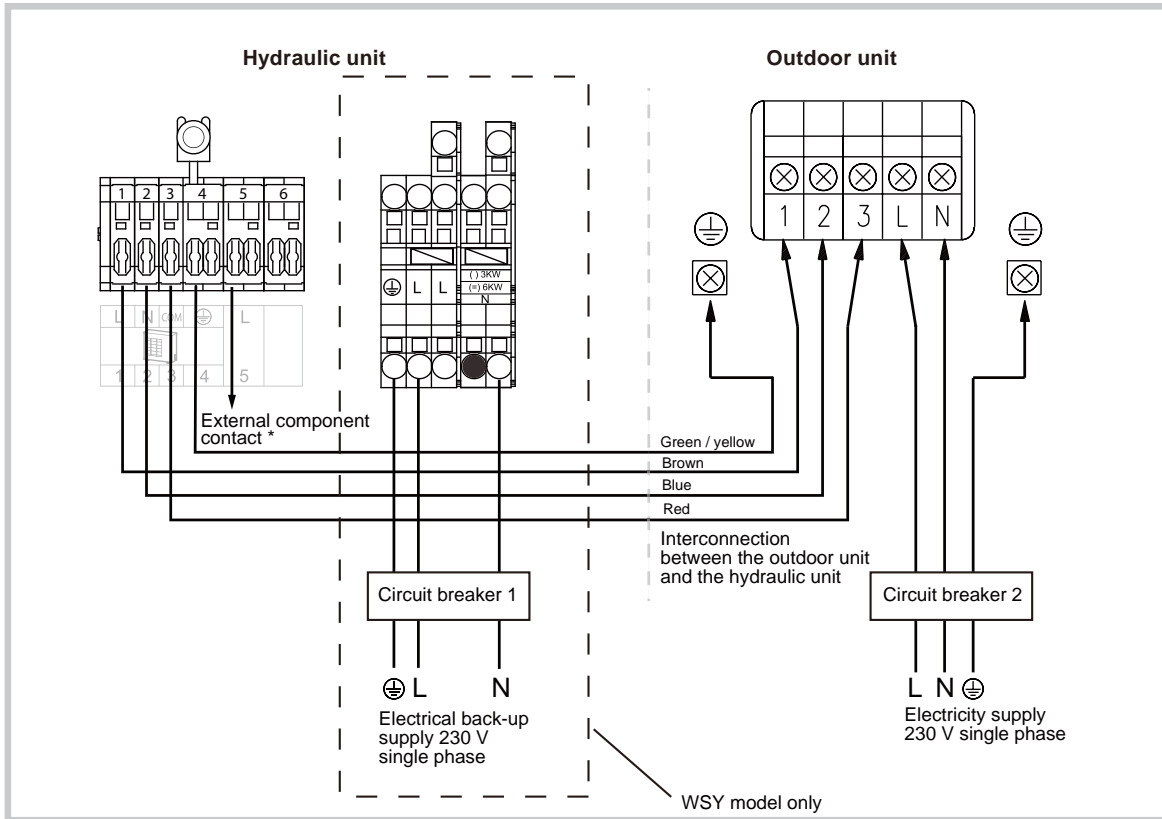 Hydraulic unit
Outdoor unit
1 2 3 4 5 6
L N COM L
1 2 3 4 5
L L
( ) 3KW
(=) 6KW
N
1 2 3 L N
External component
contact *
Green / yellow
Brown
Blue
Red
Interconnection
between the outdoor unit
and the hydraulic unit
Circuit breaker 1
Circuit breaker 2
L N
Electrical back-up
supply 230 V
single phase
L N
Electricity supply
230 V single phase
WSY model only